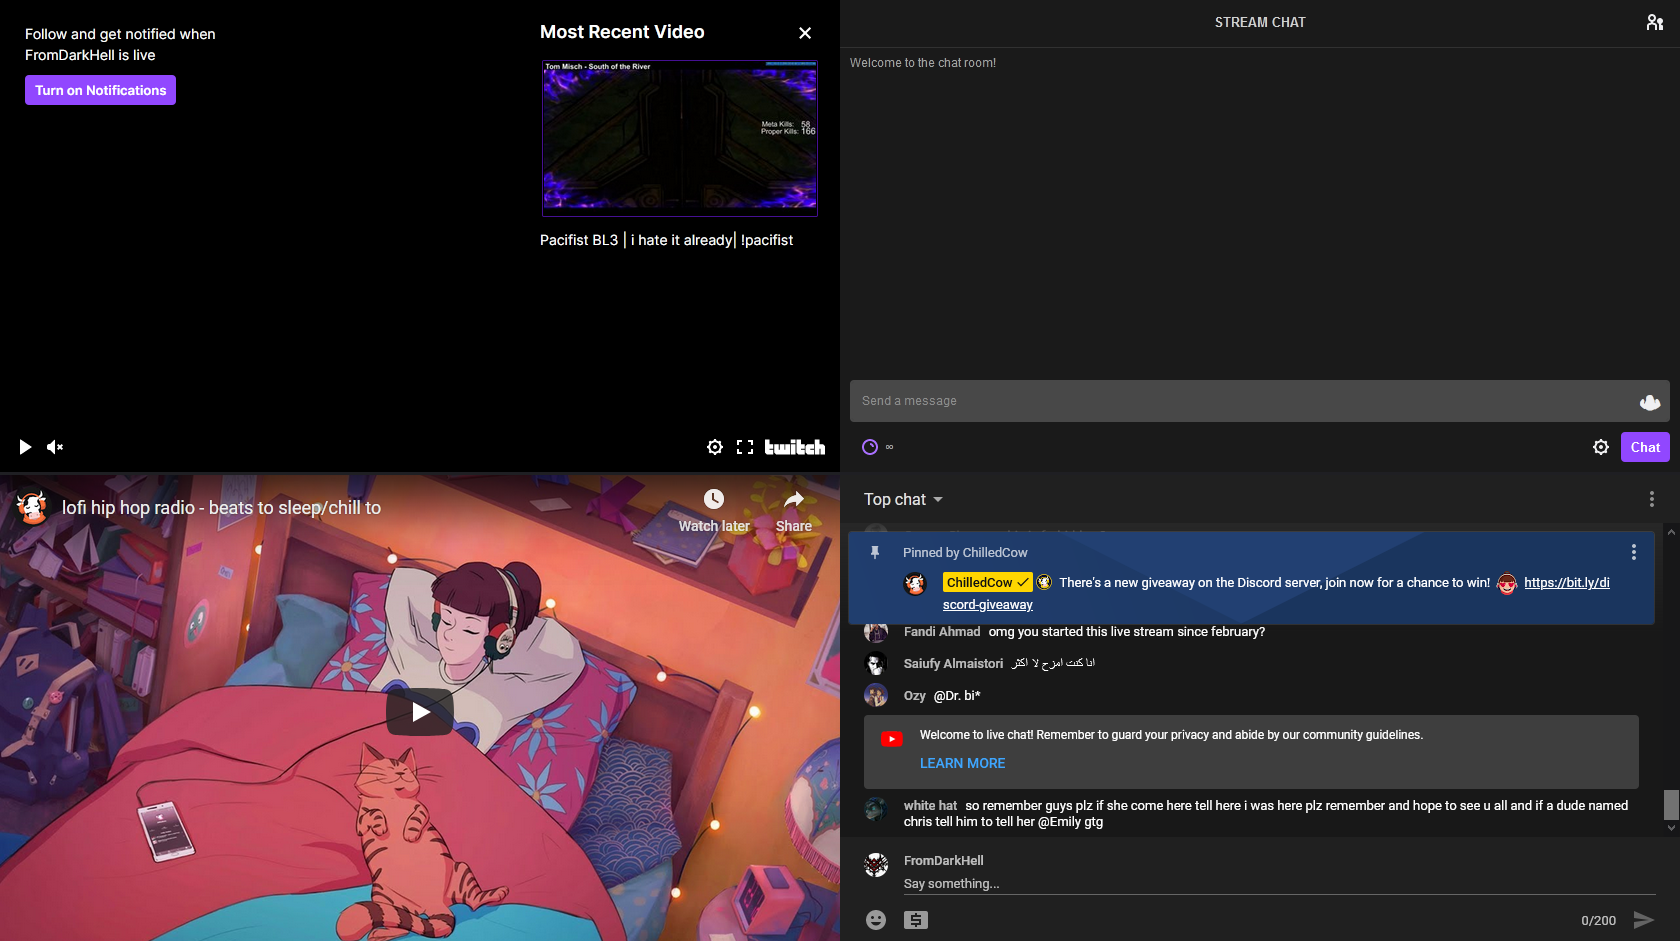 Follow and get notified when
FromDarkHell is live
Turn on Notifications
Most Recent Video
Tom Misch - South of the River
Meta Kills: 58
Proper Kills: 166
Pacifist BL3 | i hate it already| !pacifist
twitch
STREAM CHAT
Welcome to the chat room!
Send a message
∞
Chat
lofi hip hop radio - beats to sleep/chill to
Watch later
Share
Top chat
Pinned by ChilledCow
ChilledCow There's a new giveaway on the Discord server, join now for a chance to win! https://bit.ly/di
scord-giveaway
Fandi Ahmad omg you started this live stream since february?
Saiufy Almaistori انا كنت امزح لا اكثر
Ozy @Dr. bi*
Welcome to live chat! Remember to guard your privacy and abide by our community guidelines.
LEARN MORE
white hat so remember guys plz if she come here tell here i was here plz remember and hope to see u all and if a dude named
chris tell him to tell her @Emily gtg
FromDarkHell
Say something...
0/200